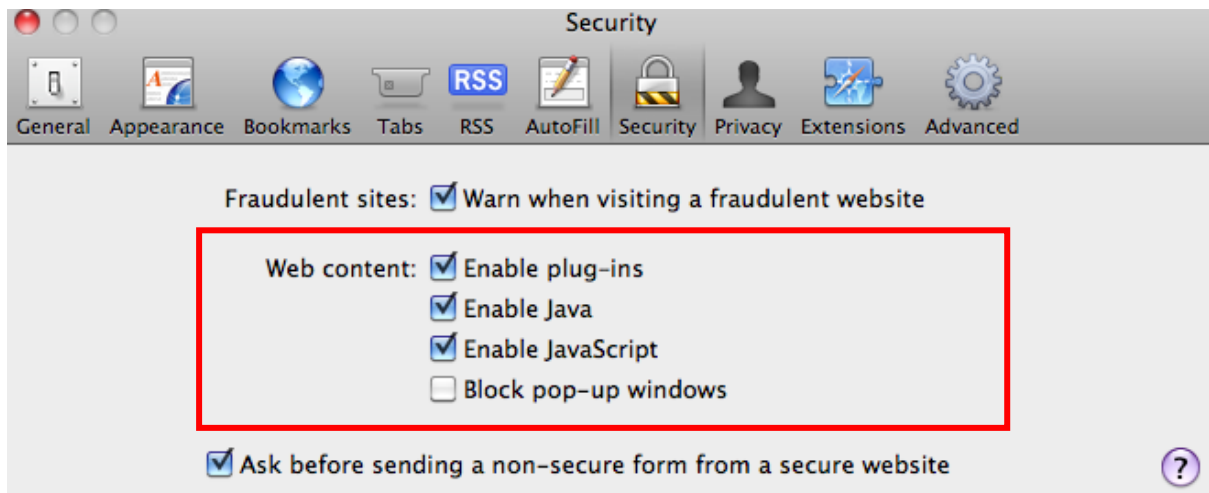 Security
RSS
General Appearance Bookmarks Tabs RSS AutoFill Security Privacy Extensions Advanced
Fraudulent sites: Warn when visiting a fraudulent website
Web content: Enable plug-ins
Enable Java
Enable JavaScript
Block pop-up windows
Ask before sending a non-secure form from a secure website
?